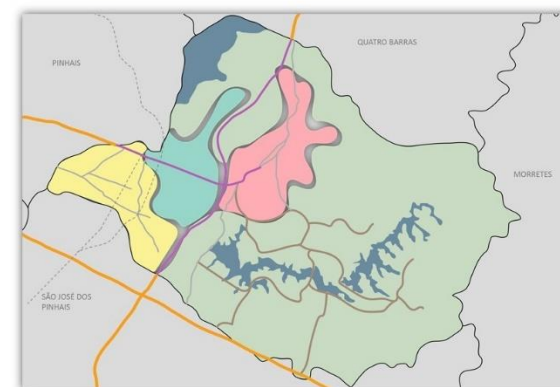 QUATRO BARRAS
PINHAIS
MORRETES
SÃO JOSÉ DOS
PINHAIS